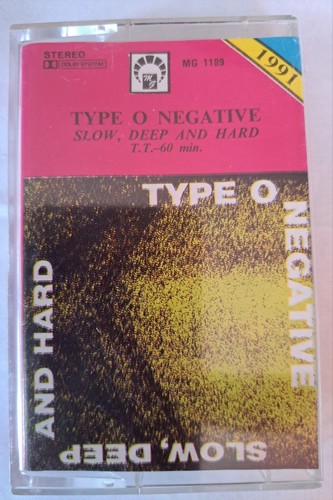 STEREO
DOLBY SYSTEM
MG
MG 1189
1991
TYPE O NEGATIVE
SLOW, DEEP AND HARD
T.T.-60 min.
TYPE O
NEGATIVE
SLOW, DEEP
AND HARD